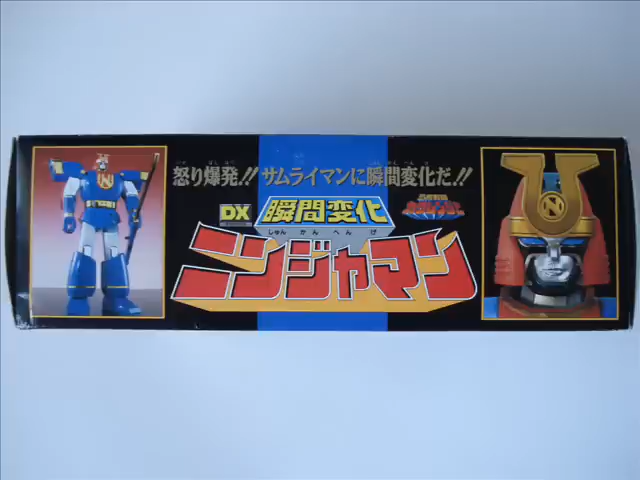 怒り爆発!! サムライマンに瞬間変化だ!!
DX 瞬間変化
しゅん かん へん げ
ニンジャマン
N
N